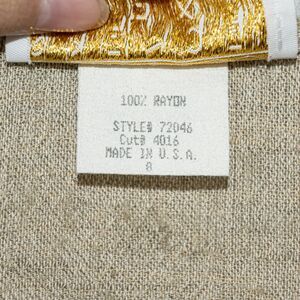 100% RAYON
STYLE# 72046
Cut# 4016
MADE IN U.S.A.
8